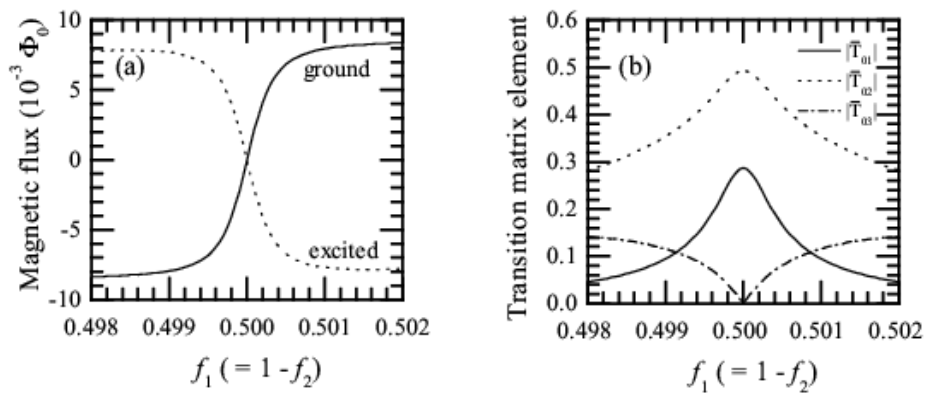 Magnetic flux (10⁻³ Φ₀)
10
5
0
-5
-10
(a)
ground
excited
0.498 0.499 0.500 0.501 0.502
f₁ ( = 1 - f₂)
Transition matrix element
0.6
0.5
0.4
0.3
0.2
0.1
0.0
(b)
|T̅₀₁|
|T̅₀₂|
|T̅₀₃|
0.498 0.499 0.500 0.501 0.502
f₁ ( = 1 - f₂)